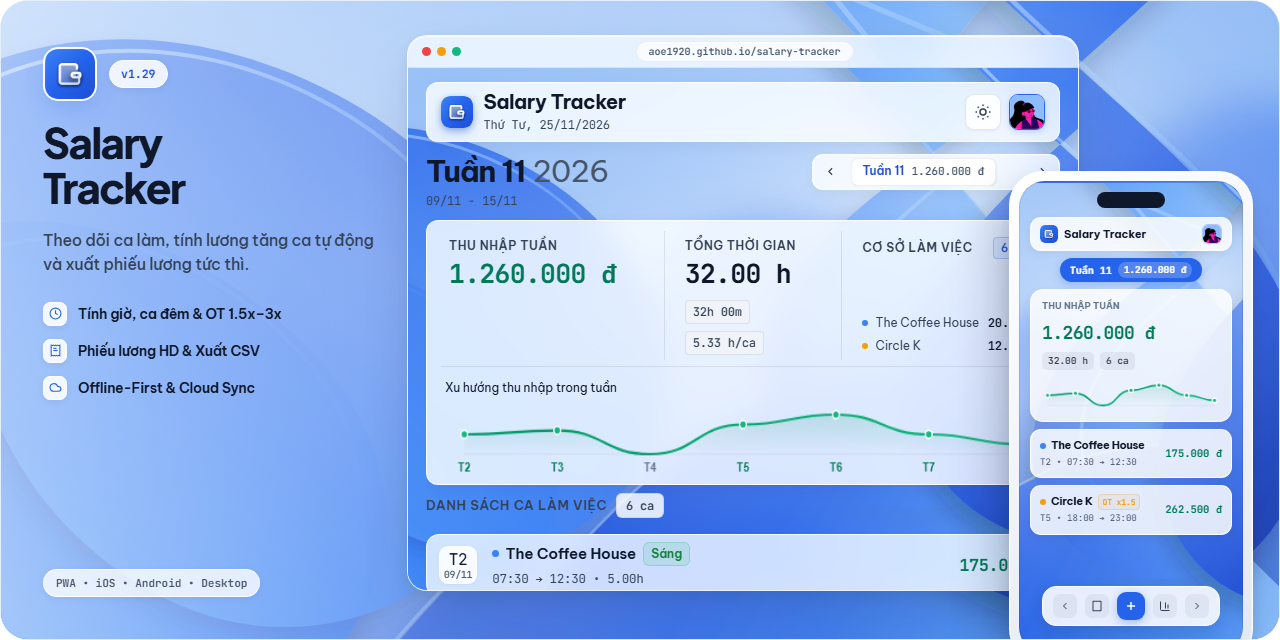 v1.29
Salary
Tracker
Theo dõi ca làm, tính lương tăng ca tự động
và xuất phiếu lương tức thì.
Tính giờ, ca đêm & OT 1.5x–3x
Phiếu lương HD & Xuất CSV
Offline-First & Cloud Sync
PWA • iOS • Android • Desktop
aoe1920.github.io/salary-tracker
Salary Tracker
Thứ Tư, 25/11/2026
Tuần 11 2026
09/11 - 15/11
‹ Tuần 11 1.260.000 đ ›
THU NHẬP TUẦN
1.260.000 đ
TỔNG THỜI GIAN
32.00 h
32h 00m
5.33 h/ca
CƠ SỞ LÀM VIỆC 6
The Coffee House 20.
Circle K 12.
Xu hướng thu nhập trong tuần
T2 T3 T4 T5 T6 T7
DANH SÁCH CA LÀM VIỆC 6 ca
T2
09/11
The Coffee House Sáng
07:30 → 12:30 • 5.00h
175.0
Salary Tracker
Tuần 11 1.260.000 đ
THU NHẬP TUẦN
1.260.000 đ
32.00 h 6 ca
The Coffee House
T2 • 07:30 → 12:30
175.000 đ
Circle K OT x1.5
T5 • 18:00 → 23:00
262.500 đ